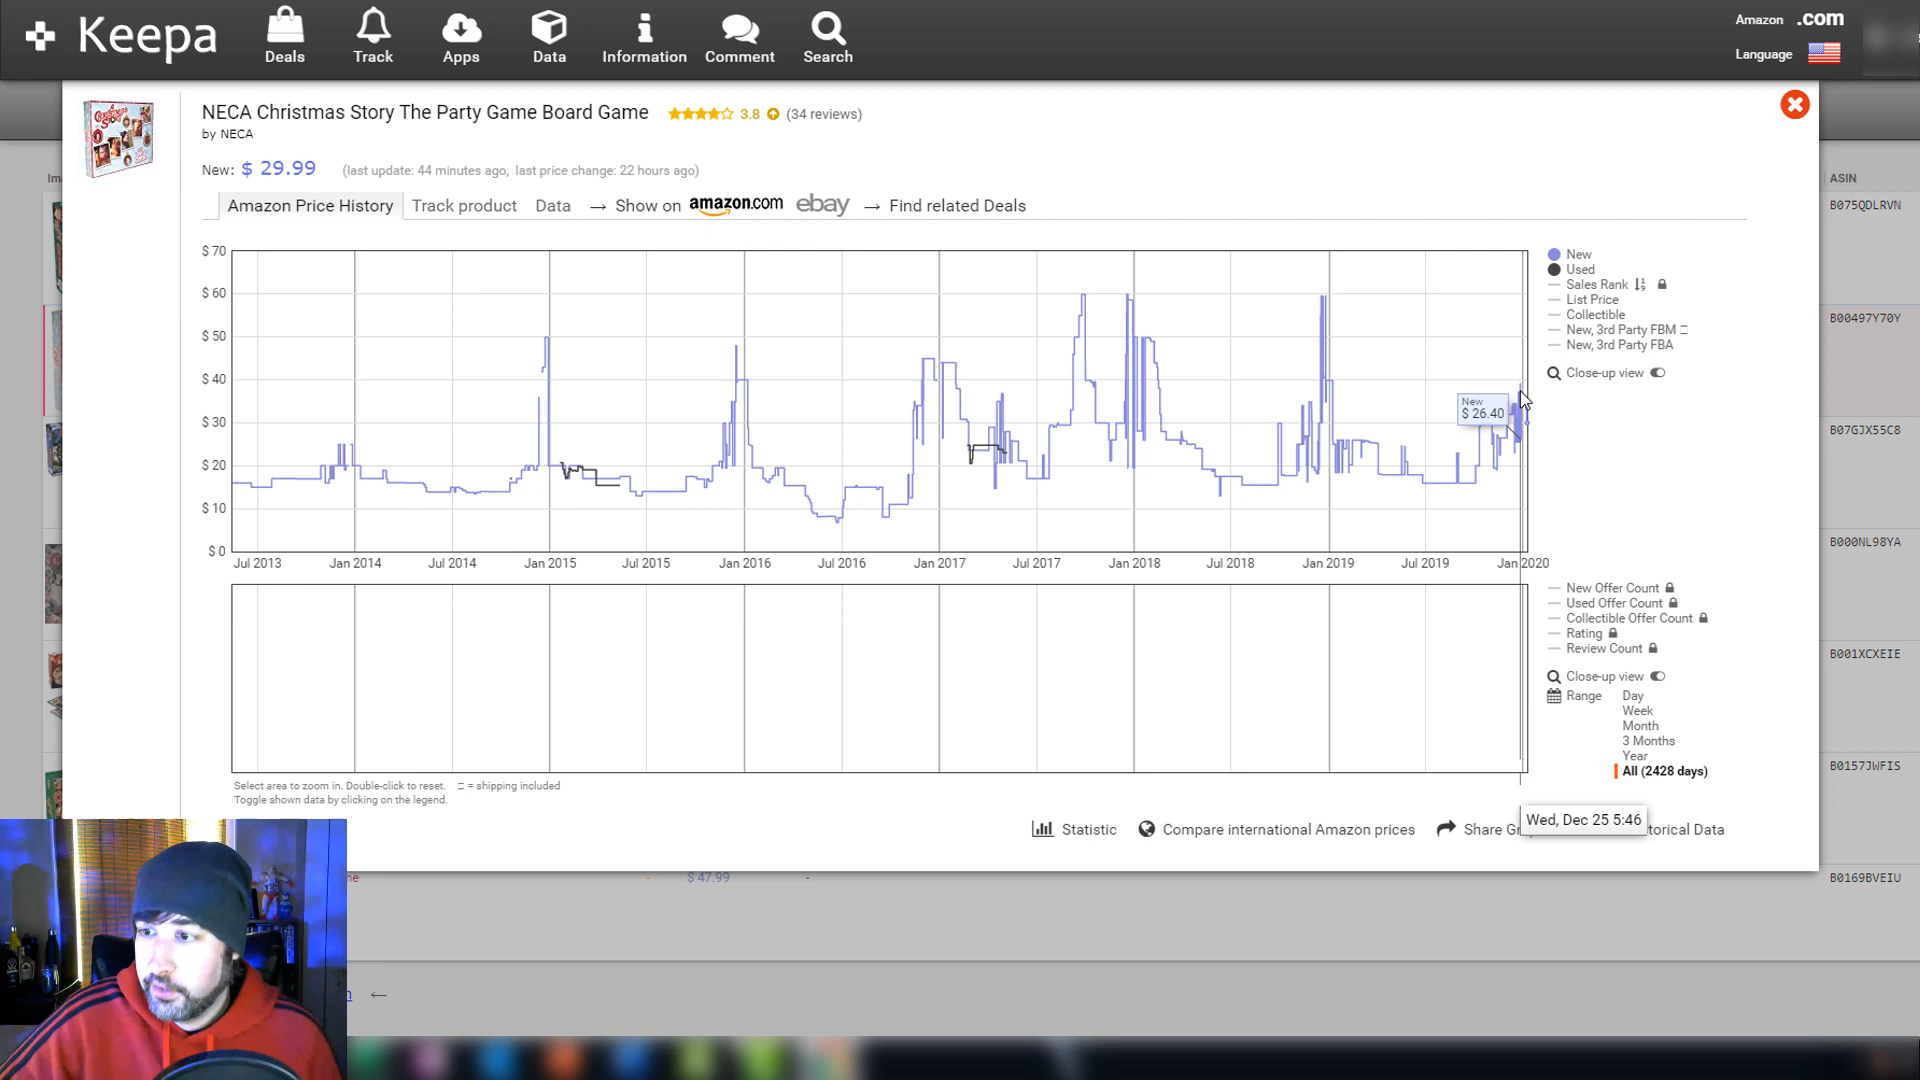 Keepa
Deals
Track
Apps
Data
Information
Comment
Search
Amazon .com
Language
NECA Christmas Story The Party Game Board Game 3.8 (34 reviews)
by NECA
New: $ 29.99 (last update: 44 minutes ago, last price change: 22 hours ago)
Amazon Price History
Track product
Data
→ Show on amazon.com ebay
→ Find related Deals
Im
ASIN
B075QDLRVN
B00497Y70Y
B07GJX55C8
B000NL98YA
B001XCXEIE
B0157JWFIS
B0169BVEIU
$ 70
$ 60
$ 50
$ 40
$ 30
$ 20
$ 10
$ 0
Jul 2013
Jan 2014
Jul 2014
Jan 2015
Jul 2015
Jan 2016
Jul 2016
Jan 2017
Jul 2017
Jan 2018
Jul 2018
Jan 2019
Jul 2019
Jan 2020
New
$ 26.40
New
Used
Sales Rank
List Price
Collectible
New, 3rd Party FBM
New, 3rd Party FBA
Close-up view
New Offer Count
Used Offer Count
Collectible Offer Count
Rating
Review Count
Close-up view
Range
Day
Week
Month
3 Months
Year
All (2428 days)
Select area to zoom in. Double-click to reset. = shipping included
Toggle shown data by clicking on the legend.
Statistic
Compare international Amazon prices
Share Gr
Wed, Dec 25 5:46
torical Data
me
-
$ 47.99
-
n ←